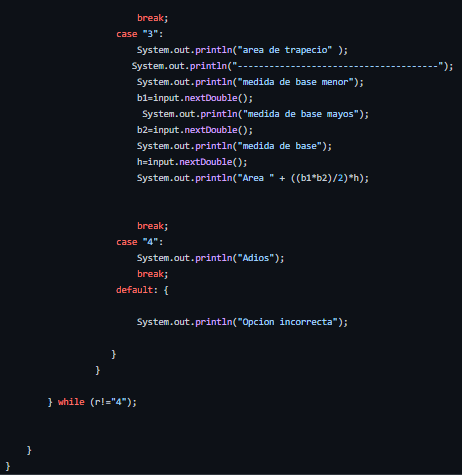 break;
case "3":
System.out.println("area de trapecio" );
System.out.println("-------------------------------------");
System.out.println("medida de base menor");
b1=input.nextDouble();
System.out.println("medida de base mayos");
b2=input.nextDouble();
System.out.println("medida de base");
h=input.nextDouble();
System.out.println("Area " + ((b1*b2)/2)*h);
break;
case "4":
System.out.println("Adios");
break;
default: {
System.out.println("Opcion incorrecta");
}
}
} while (r!="4");
}
}